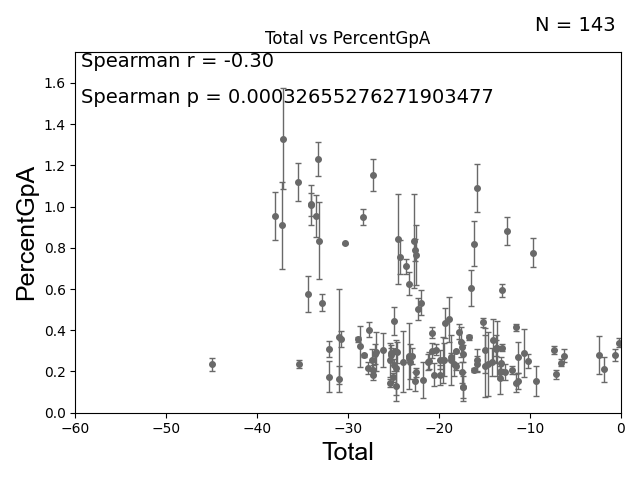 N = 143
Total vs PercentGpA
Spearman r = -0.30
Spearman p = 0.00032655276271903477
1.6
1.4
1.2
1.0
0.8
0.6
0.4
0.2
0.0
PercentGpA
−60
−50
−40
−30
−20
−10
0
Total